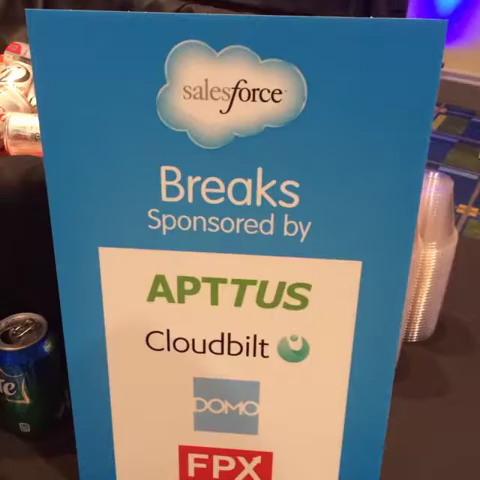 salesforce
Breaks
Sponsored by
APTTUS
Cloudbilt
DOMO
FPX